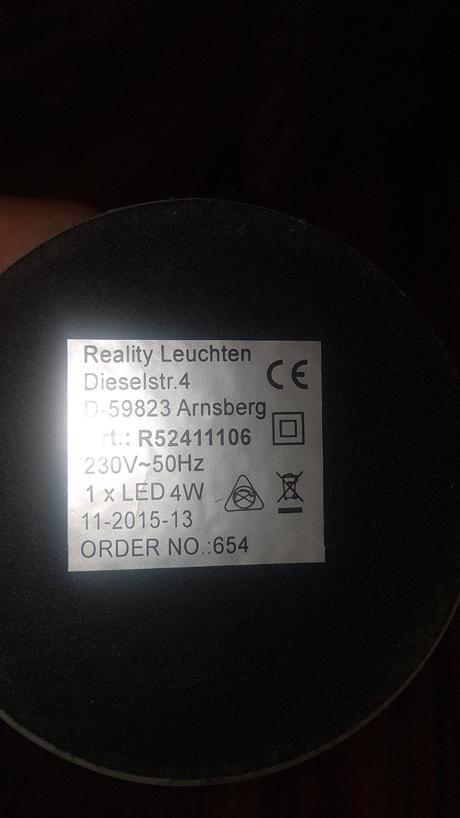 Reality Leuchten
Dieselstr.4
D-59823 Arnsberg
rt.: R52411106
230V~50Hz
1 x LED 4W
11-2015-13
ORDER NO.:654
CE